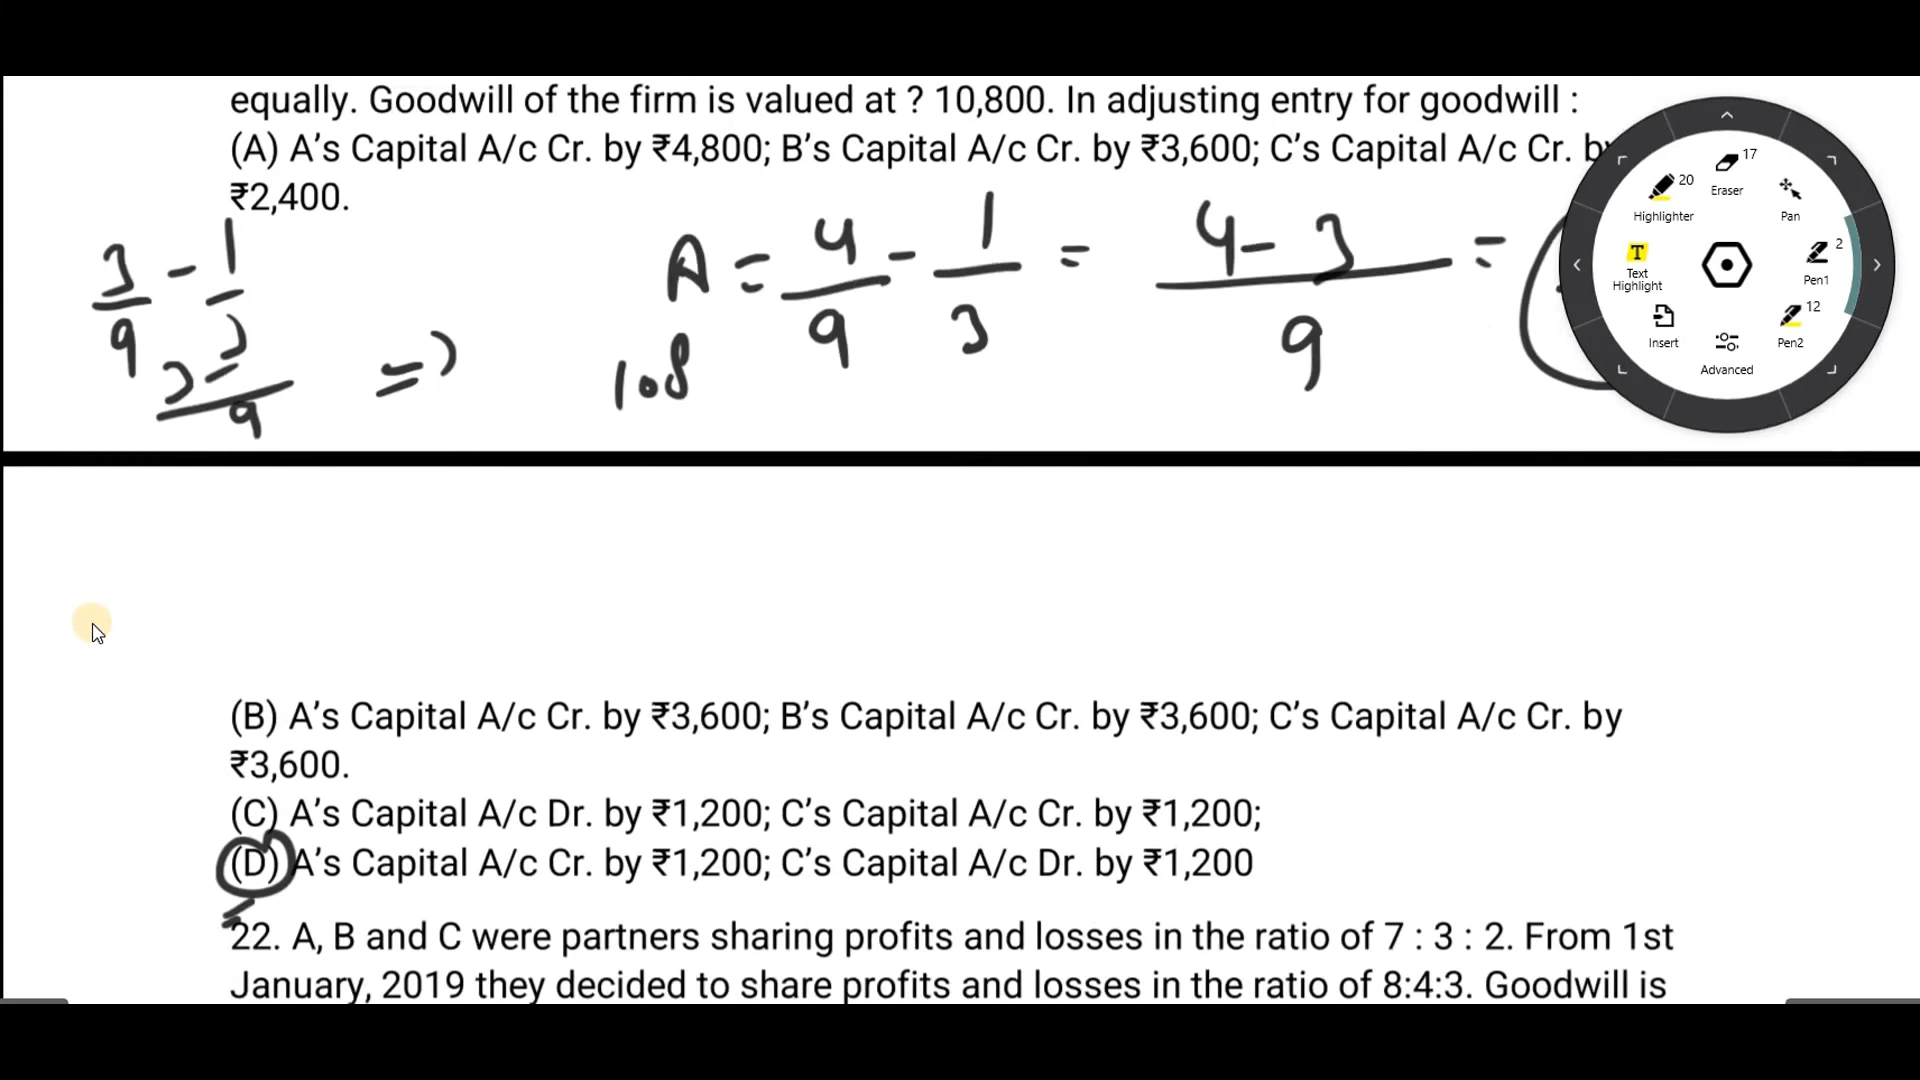 equally. Goodwill of the firm is valued at ? 10,800. In adjusting entry for goodwill :
(A) A’s Capital A/c Cr. by ₹4,800; B’s Capital A/c Cr. by ₹3,600; C’s Capital A/c Cr. by
₹2,400.
3/9 - 1/3
9
=>
A = 4/9 - 1/3 = 4-3/9 =
108
17
Eraser
20
Highlighter
Pan
T
Text
Highlight
2
Pen1
Insert
12
Pen2
Advanced
(B) A’s Capital A/c Cr. by ₹3,600; B’s Capital A/c Cr. by ₹3,600; C’s Capital A/c Cr. by
₹3,600.
(C) A’s Capital A/c Dr. by ₹1,200; C’s Capital A/c Cr. by ₹1,200;
(D) A’s Capital A/c Cr. by ₹1,200; C’s Capital A/c Dr. by ₹1,200
22. A, B and C were partners sharing profits and losses in the ratio of 7 : 3 : 2. From 1st
January, 2019 they decided to share profits and losses in the ratio of 8:4:3. Goodwill is